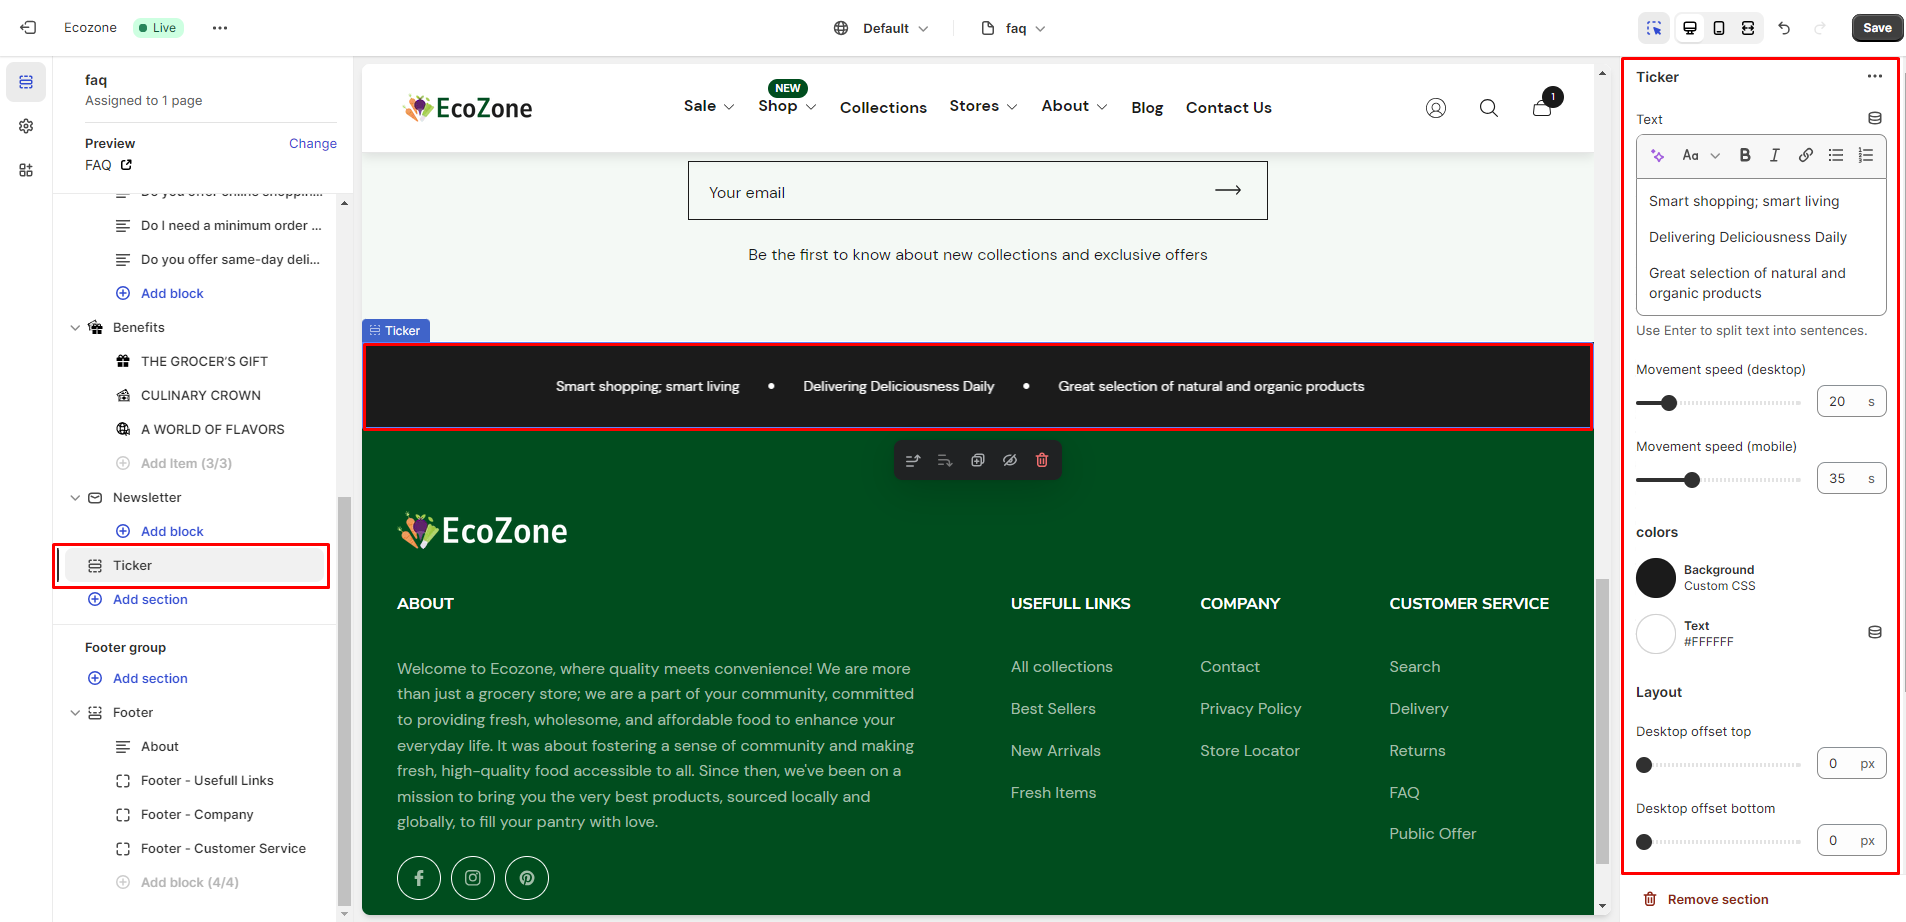 Ecozone
Live
Default
faq
Save
faq
Assigned to 1 page
Preview
Change
FAQ
Do you offer online shoppin...
Do I need a minimum order ...
Do you offer same-day deli...
Add block
Benefits
THE GROCER'S GIFT
CULINARY CROWN
A WORLD OF FLAVORS
Add Item (3/3)
Newsletter
Add block
Ticker
Add section
Footer group
Add section
Footer
About
Footer - Usefull Links
Footer - Company
Footer - Customer Service
Add block (4/4)
EcoZone
Sale
NEW
Shop
Collections
Stores
About
Blog
Contact Us
1
Your email
Be the first to know about new collections and exclusive offers
Ticker
Smart shopping; smart living
Delivering Deliciousness Daily
Great selection of natural and organic products
EcoZone
ABOUT
Welcome to Ecozone, where quality meets convenience! We are more
than just a grocery store; we are a part of your community, committed
to providing fresh, wholesome, and affordable food to enhance your
everyday life. It was about fostering a sense of community and making
fresh, high-quality food accessible to all. Since then, we've been on a
mission to bring you the very best products, sourced locally and
globally, to fill your pantry with love.
USEFULL LINKS
All collections
Best Sellers
New Arrivals
Fresh Items
COMPANY
Contact
Privacy Policy
Store Locator
CUSTOMER SERVICE
Search
Delivery
Returns
FAQ
Public Offer
Ticker
Text
Aa
B
I
Smart shopping; smart living
Delivering Deliciousness Daily
Great selection of natural and
organic products
Use Enter to split text into sentences.
Movement speed (desktop)
20 s
Movement speed (mobile)
35 s
colors
Background
Custom CSS
Text
#FFFFFF
Layout
Desktop offset top
0 px
Desktop offset bottom
0 px
Remove section